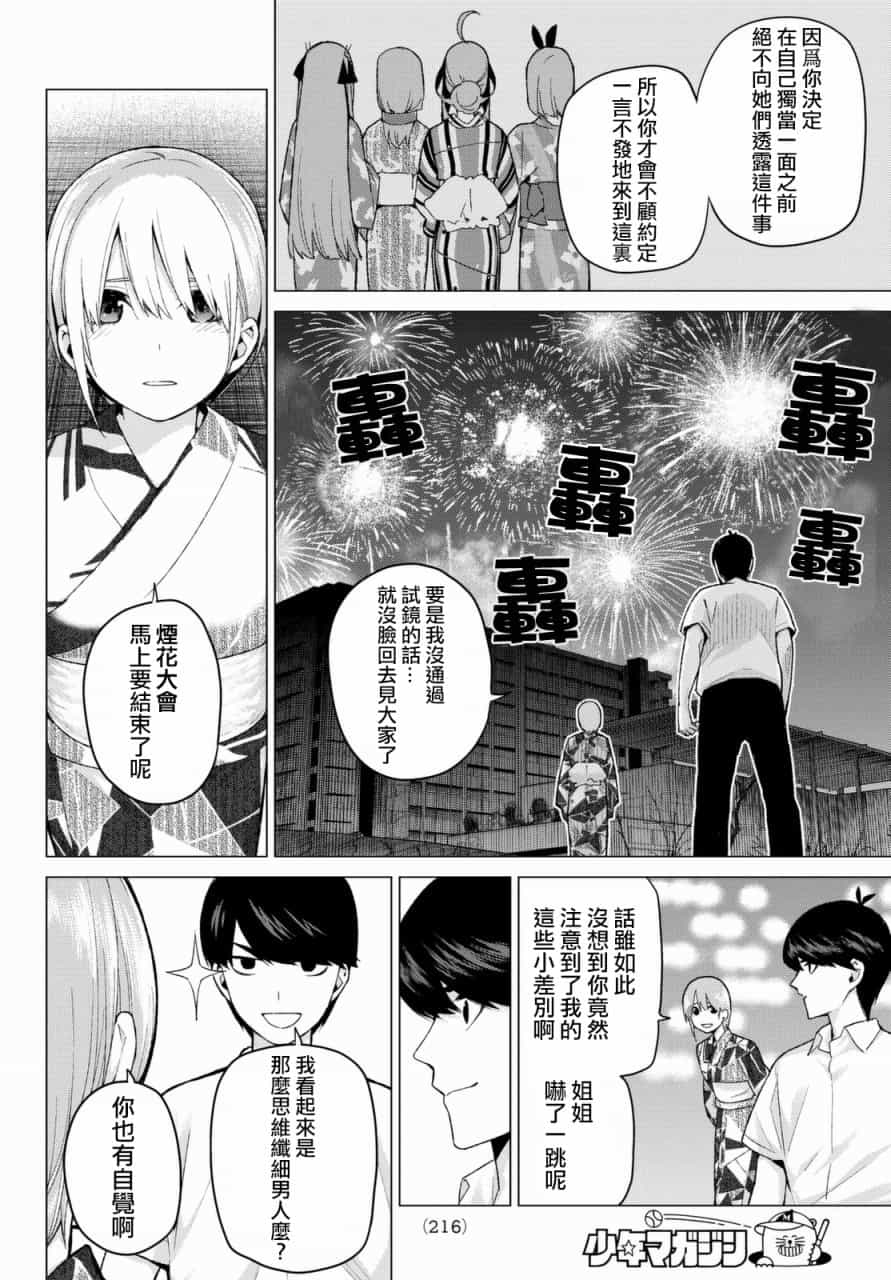 因爲你決定
在自己獨當一面之前
絕不向她們透露這件事
所以你才會不顧約定
一言不發地來到這裏
轟
轟
轟
轟
轟
要是我沒通過
試鏡的話…
就沒臉回去見大家了
煙花大會
馬上要結束了呢
話雖如此
沒想到你竟然
注意到了我的
這些小差別啊
姐姐
嚇了一跳呢
我看起來是
那麼思維纖細男人麼？
你也有自覺啊
（216）
少年マガジン
M